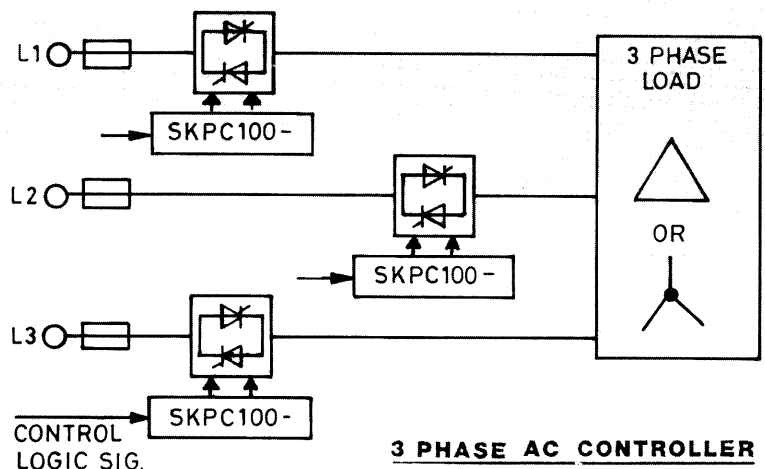 L1
3 PHASE
LOAD
SKPC100-
L2
OR
SKPC100-
L3
SKPC100-
CONTROL
LOGIC SIG.
3 PHASE AC CONTROLLER